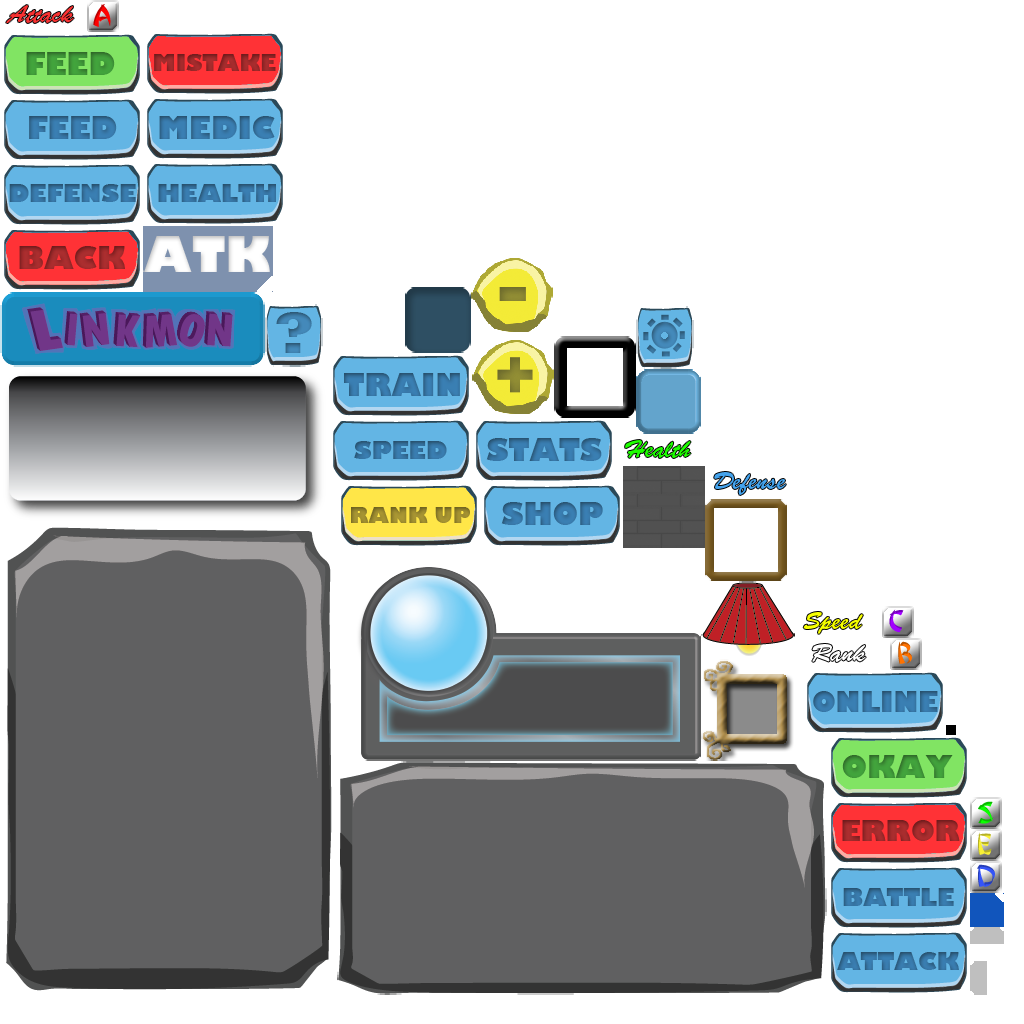 Attack A
FEED MISTAKE
FEED MEDIC
DEFENSE HEALTH
BACK ATK
LINKMON ?
-
TRAIN +
SPEED STATS Health
RANK UP SHOP Defense
Speed C
Rank B
ONLINE
OKAY
ERROR S
E
BATTLE D
ATTACK